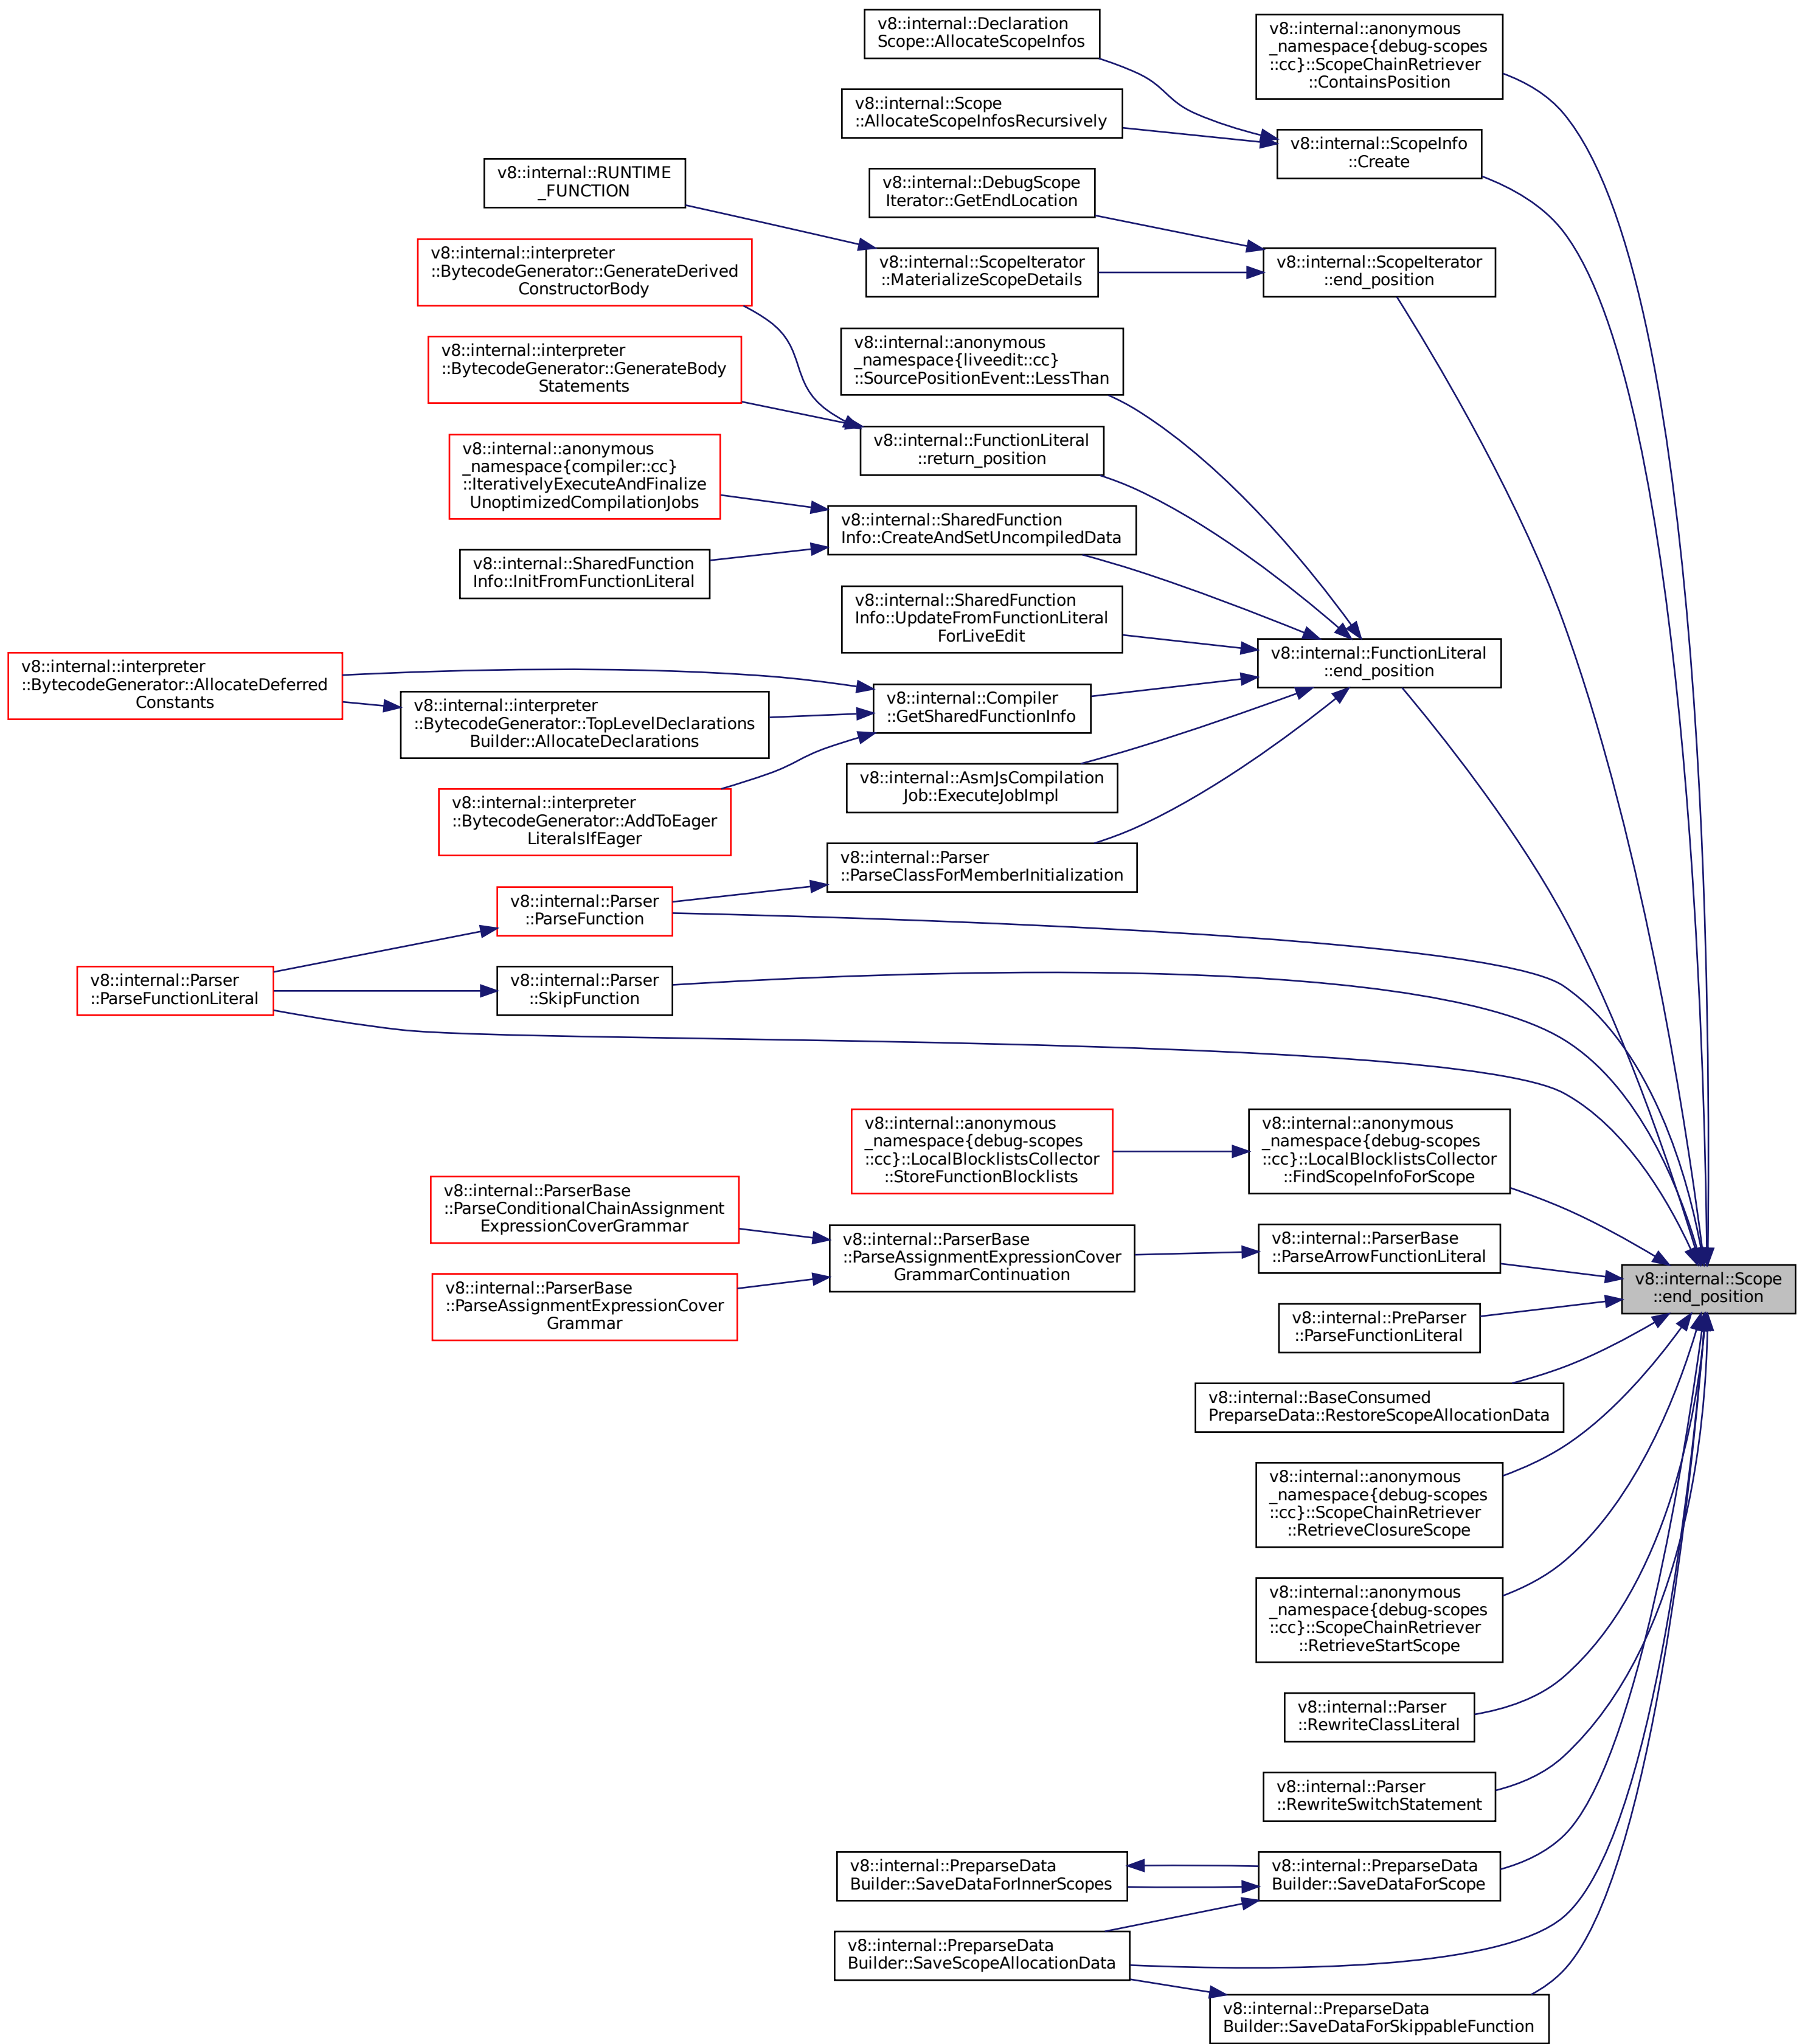 v8::internal::Declaration
Scope::AllocateScopeInfos
v8::internal::anonymous
_namespace{debug-scopes
::cc}::ScopeChainRetriever
::ContainsPosition
v8::internal::Scope
::AllocateScopeInfosRecursively
v8::internal::ScopeInfo
::Create
v8::internal::RUNTIME
_FUNCTION
v8::internal::DebugScope
Iterator::GetEndLocation
v8::internal::interpreter
::BytecodeGenerator::GenerateDerived
ConstructorBody
v8::internal::ScopeIterator
::MaterializeScopeDetails
v8::internal::ScopeIterator
::end_position
v8::internal::interpreter
::BytecodeGenerator::GenerateBody
Statements
v8::internal::anonymous
_namespace{liveedit::cc}
::SourcePositionEvent::LessThan
v8::internal::FunctionLiteral
::return_position
v8::internal::anonymous
_namespace{compiler::cc}
::IterativelyExecuteAndFinalize
UnoptimizedCompilationJobs
v8::internal::SharedFunction
Info::CreateAndSetUncompiledData
v8::internal::SharedFunction
Info::InitFromFunctionLiteral
v8::internal::SharedFunction
Info::UpdateFromFunctionLiteral
ForLiveEdit
v8::internal::FunctionLiteral
::end_position
v8::internal::interpreter
::BytecodeGenerator::AllocateDeferred
Constants
v8::internal::interpreter
::BytecodeGenerator::TopLevelDeclarations
Builder::AllocateDeclarations
v8::internal::Compiler
::GetSharedFunctionInfo
v8::internal::AsmJsCompilation
Job::ExecuteJobImpl
v8::internal::interpreter
::BytecodeGenerator::AddToEager
LiteralsIfEager
v8::internal::Parser
::ParseClassForMemberInitialization
v8::internal::Parser
::ParseFunction
v8::internal::Parser
::ParseFunctionLiteral
v8::internal::Parser
::SkipFunction
v8::internal::anonymous
_namespace{debug-scopes
::cc}::LocalBlocklistsCollector
::StoreFunctionBlocklists
v8::internal::anonymous
_namespace{debug-scopes
::cc}::LocalBlocklistsCollector
::FindScopeInfoForScope
v8::internal::ParserBase
::ParseConditionalChainAssignment
ExpressionCoverGrammar
v8::internal::ParserBase
::ParseAssignmentExpressionCover
GrammarContinuation
v8::internal::ParserBase
::ParseArrowFunctionLiteral
v8::internal::Scope
::end_position
v8::internal::ParserBase
::ParseAssignmentExpressionCover
Grammar
v8::internal::PreParser
::ParseFunctionLiteral
v8::internal::BaseConsumed
PreparseData::RestoreScopeAllocationData
v8::internal::anonymous
_namespace{debug-scopes
::cc}::ScopeChainRetriever
::RetrieveClosureScope
v8::internal::anonymous
_namespace{debug-scopes
::cc}::ScopeChainRetriever
::RetrieveStartScope
v8::internal::Parser
::RewriteClassLiteral
v8::internal::Parser
::RewriteSwitchStatement
v8::internal::PreparseData
Builder::SaveDataForInnerScopes
v8::internal::PreparseData
Builder::SaveDataForScope
v8::internal::PreparseData
Builder::SaveScopeAllocationData
v8::internal::PreparseData
Builder::SaveDataForSkippableFunction